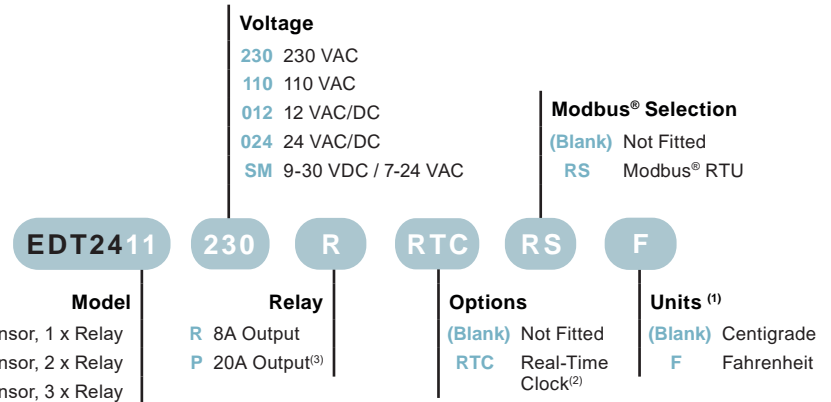 Voltage
230 230 VAC
110 110 VAC
012 12 VAC/DC
024 24 VAC/DC
SM 9-30 VDC / 7-24 VAC
Modbus® Selection
(Blank) Not Fitted
RS Modbus® RTU
EDT2411 230 R RTC RS F
Model
, 1 x Relay
, 2 x Relay
, 3 x Relay
Relay
R 8A Output
P 20A Output(3)
Options
(Blank) Not Fitted
RTC Real-Time
Clock(2)
Units (1)
(Blank) Centigrade
F Fahrenheit